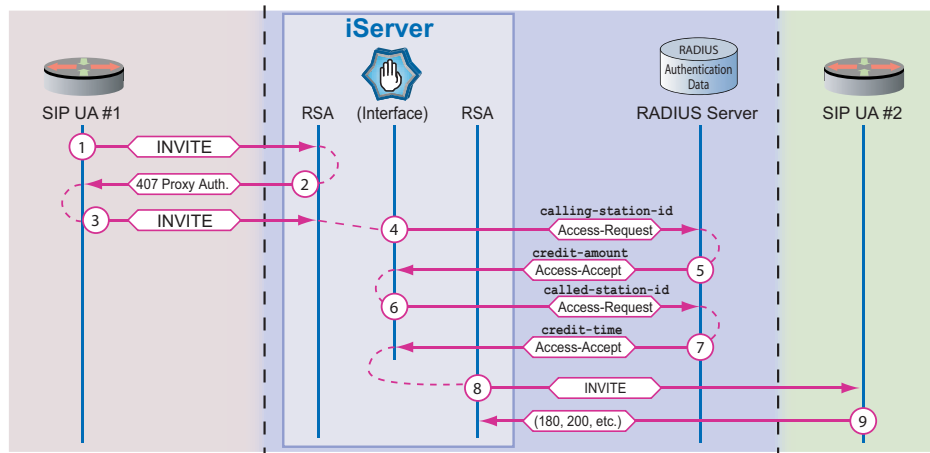 iServer
RADIUS
Authentication
Data
SIP UA #1
RSA
(Interface)
RSA
RADIUS Server
SIP UA #2
1
INVITE
407 Proxy Auth.
2
3
INVITE
4
calling-station-id
Access-Request
credit-amount
Access-Accept
5
called-station-id
6
Access-Request
credit-time
Access-Accept
7
8
INVITE
(180, 200, etc.)
9